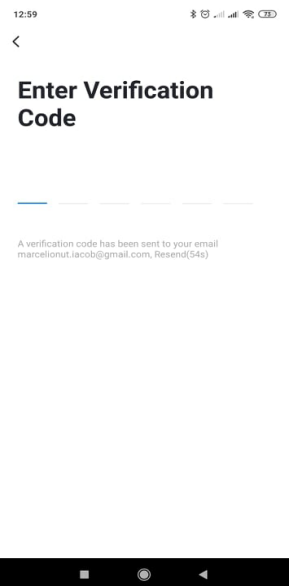 12:59
73
Enter Verification
Code
A verification code has been sent to your email
marcelionut.iacob@gmail.com, Resend(54s)